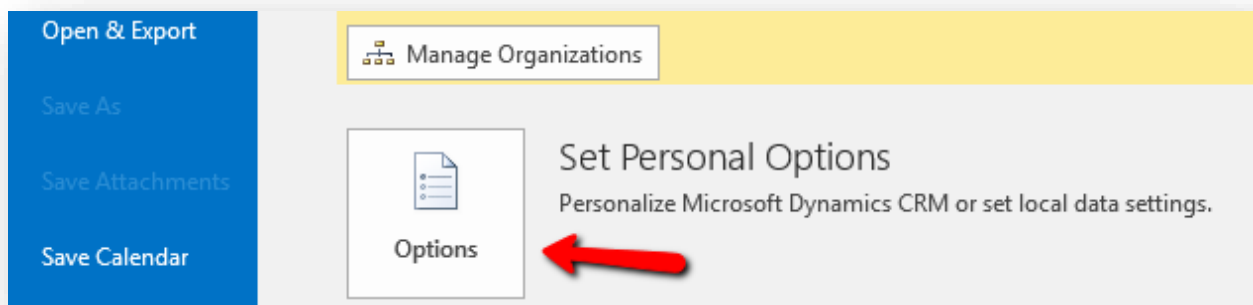 Open & Export
Save As
Save Attachments
Save Calendar
Manage Organizations
Options
Set Personal Options
Personalize Microsoft Dynamics CRM or set local data settings.